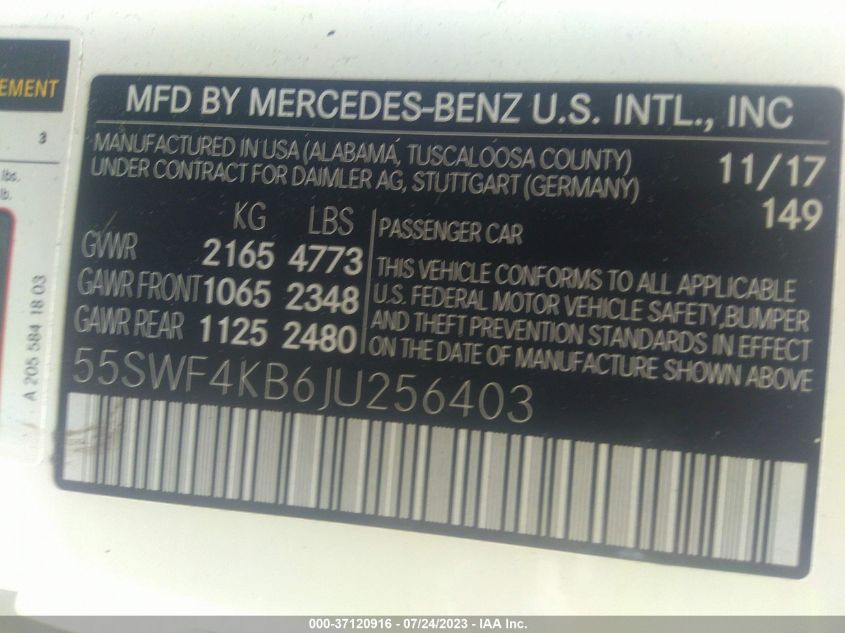 EMENT
3
lbs.
lb.
A 205 584 18 03
MFD BY MERCEDES-BENZ U.S. INTL., INC
MANUFACTURED IN USA (ALABAMA, TUSCALOOSA COUNTY)
UNDER CONTRACT FOR DAIMLER AG, STUTTGART (GERMANY)
11/17
149
KG LBS
GVWR 2165 4773
GAWR FRONT 1065 2348
GAWR REAR 1125 2480
PASSENGER CAR
THIS VEHICLE CONFORMS TO ALL APPLICABLE
U.S. FEDERAL MOTOR VEHICLE SAFETY,BUMPER
AND THEFT PREVENTION STANDARDS IN EFFECT
ON THE DATE OF MANUFACTURE SHOWN ABOVE
55SWF4KB6JU256403
000-37120916 - 07/24/2023 - IAA Inc.